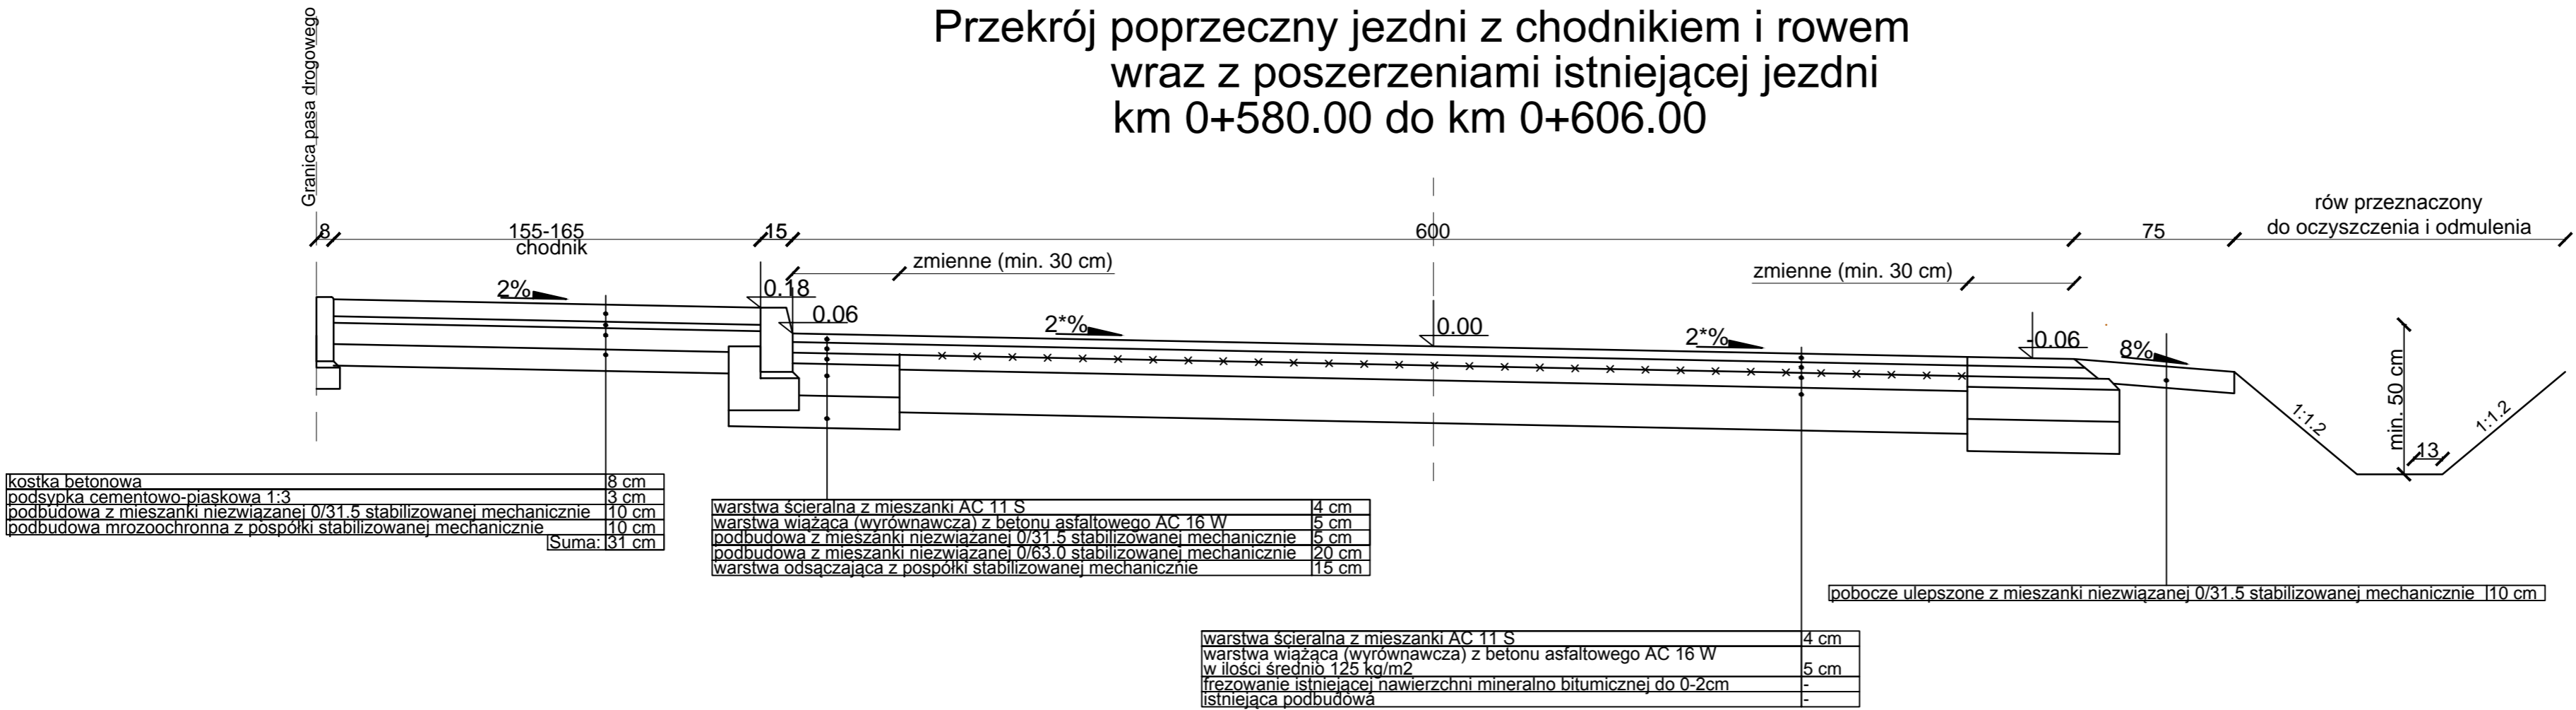 Przekrój poprzeczny jezdni z chodnikiem i rowem
wraz z poszerzeniami istniejącej jezdni
km 0+580.00 do km 0+606.00
Granica pasa drogowego
rów przeznaczony
do oczyszczenia i odmulenia
8
155-165
15
600
75
chodnik
zmienne (min. 30 cm)
zmienne (min. 30 cm)
2%
0.18
0.06
2*%
0.00
2*%
-0.06
8%
1:1.2
min. 50 cm
13
1:1.2
kostka betonowa 8 cm
podsypka cementowo-piaskowa 1:3 3 cm
podbudowa z mieszanki niezwiązanej 0/31.5 stabilizowanej mechanicznie 10 cm
podbudowa mrozoochronna z pospółki stabilizowanej mechanicznie 10 cm
Suma: 31 cm
warstwa ścieralna z mieszanki AC 11 S 4 cm
warstwa wiążąca (wyrównawcza) z betonu asfaltowego AC 16 W 5 cm
podbudowa z mieszanki niezwiązanej 0/31.5 stabilizowanej mechanicznie 5 cm
podbudowa z mieszanki niezwiązanej 0/63.0 stabilizowanej mechanicznie 20 cm
warstwa odsączająca z pospółki stabilizowanej mechanicznie 15 cm
pobocze ulepszone z mieszanki niezwiązanej 0/31.5 stabilizowanej mechanicznie 10 cm
warstwa ścieralna z mieszanki AC 11 S 4 cm
warstwa wiążąca (wyrównawcza) z betonu asfaltowego AC 16 W
w ilości średnio 125 kg/m2 5 cm
frezowanie istniejącej nawierzchni mineralno bitumicznej do 0-2cm -
istniejąca podbudowa -